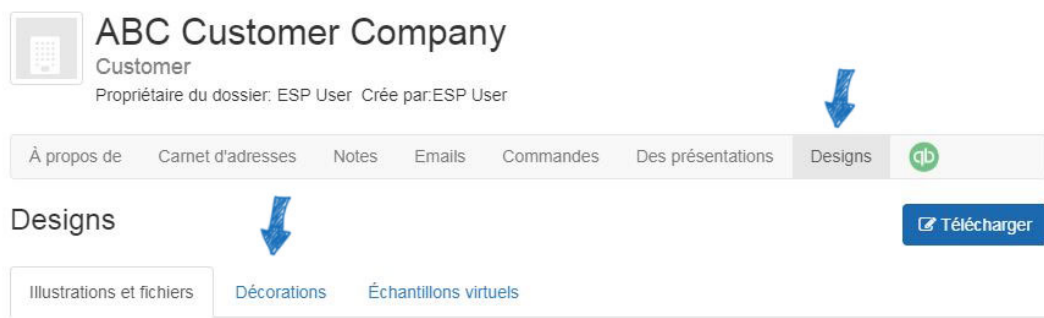 ABC Customer Company
Customer
Propriétaire du dossier: ESP User Crée par:ESP User
À propos de Carnet d'adresses Notes Emails Commandes Des présentations Designs qb
Designs
Télécharger
Illustrations et fichiers Décorations Échantillons virtuels